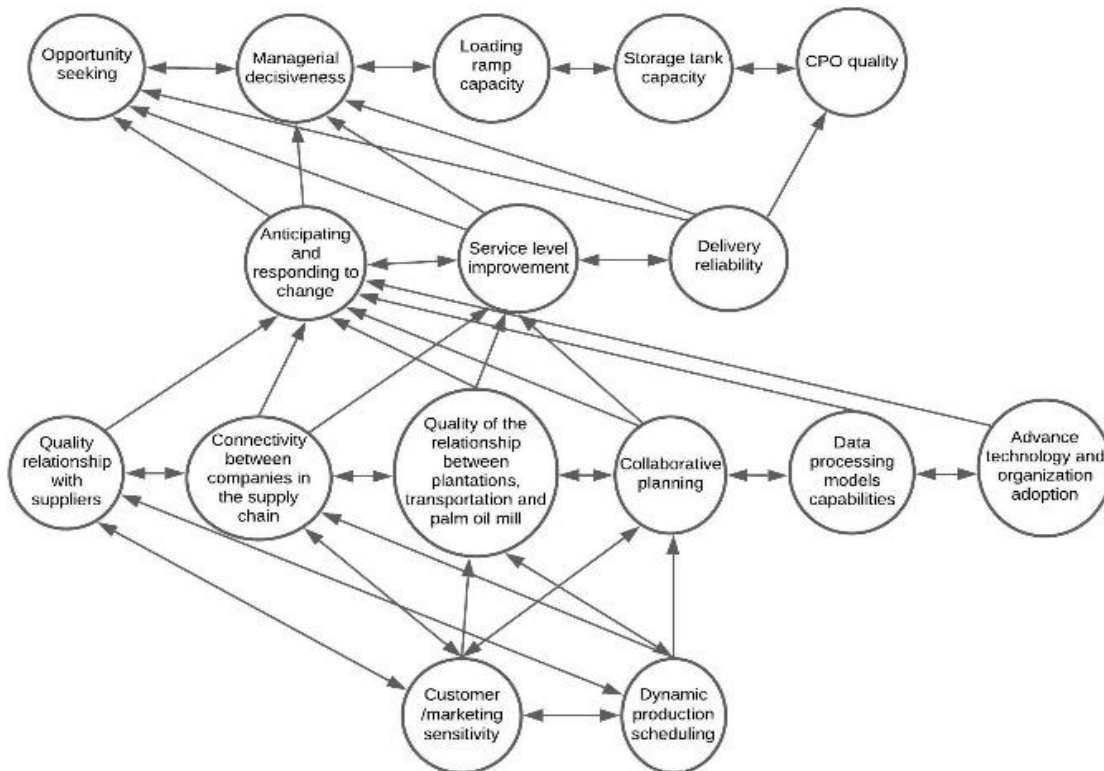 Opportunity
seeking
Managerial
decisiveness
Loading
ramp
capacity
Storage tank
capacity
CPO quality
Anticipating
and
responding to
change
Service level
improvement
Delivery
reliability
Quality
relationship
with
suppliers
Connectivity
between
companies in
the supply
chain
Quality of the
relationship
between
plantations,
transportation and
palm oil mill
Collaborative
planning
Data
processing
models
capabilities
Advance
technology and
organization
adoption
Customer
/marketing
sensitivity
Dynamic
production
scheduling